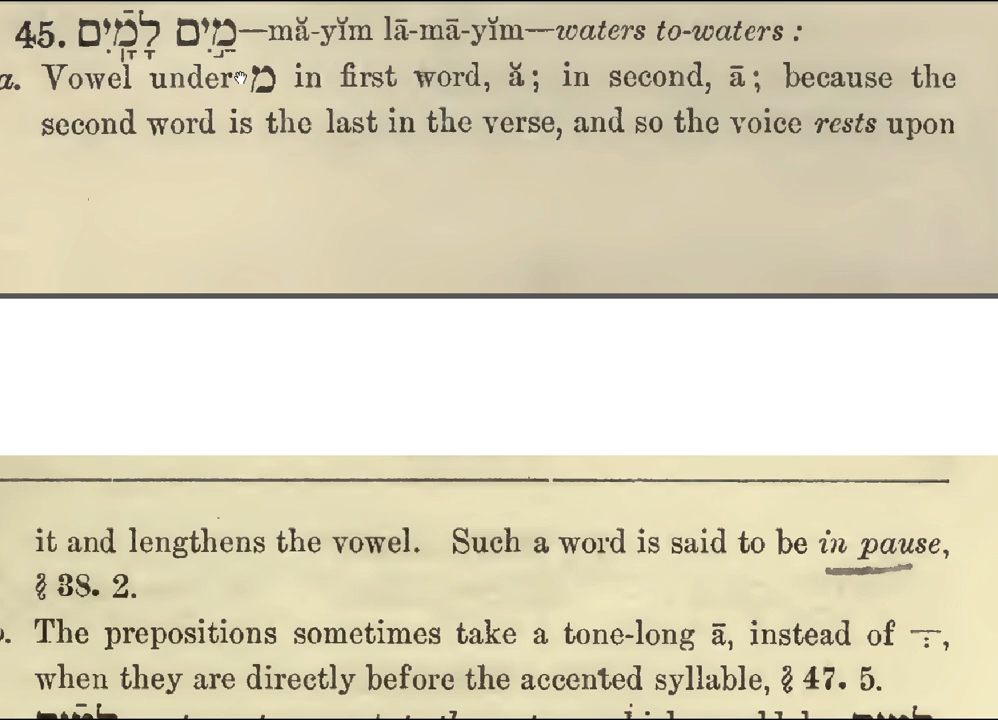 45. מַ֫יִם לָמָ֑יִם—mă-yĭm lā-mā-yĭm—waters to-waters :
a. Vowel under מ in first word, ă; in second, ā; because the
second word is the last in the verse, and so the voice rests upon
it and lengthens the vowel. Such a word is said to be in pause,
§ 38. 2.
The prepositions sometimes take a tone-long ā, instead of —ְ,
when they are directly before the accented syllable, § 47. 5.